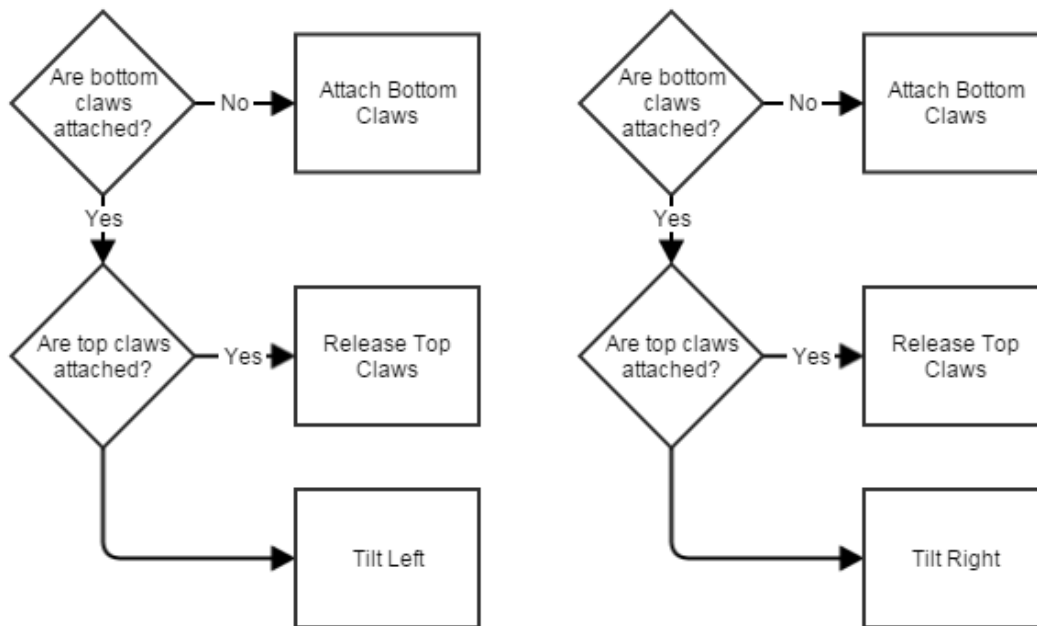 Are bottom
claws
attached?
No
Attach Bottom
Claws
Yes
Are top claws
attached?
Yes
Release Top
Claws
Tilt Left
Are bottom
claws
attached?
No
Attach Bottom
Claws
Yes
Are top claws
attached?
Yes
Release Top
Claws
Tilt Right